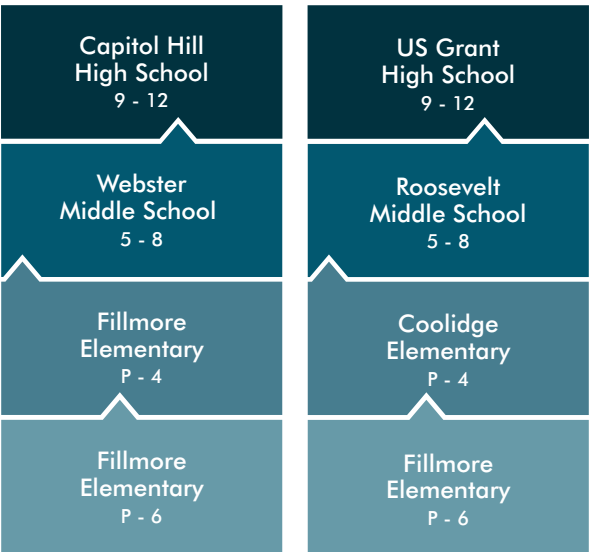 Capitol Hill
High School
9 - 12
Webster
Middle School
5 - 8
Fillmore
Elementary
P - 4
Fillmore
Elementary
P - 6
US Grant
High School
9 - 12
Roosevelt
Middle School
5 - 8
Coolidge
Elementary
P - 4
Fillmore
Elementary
P - 6